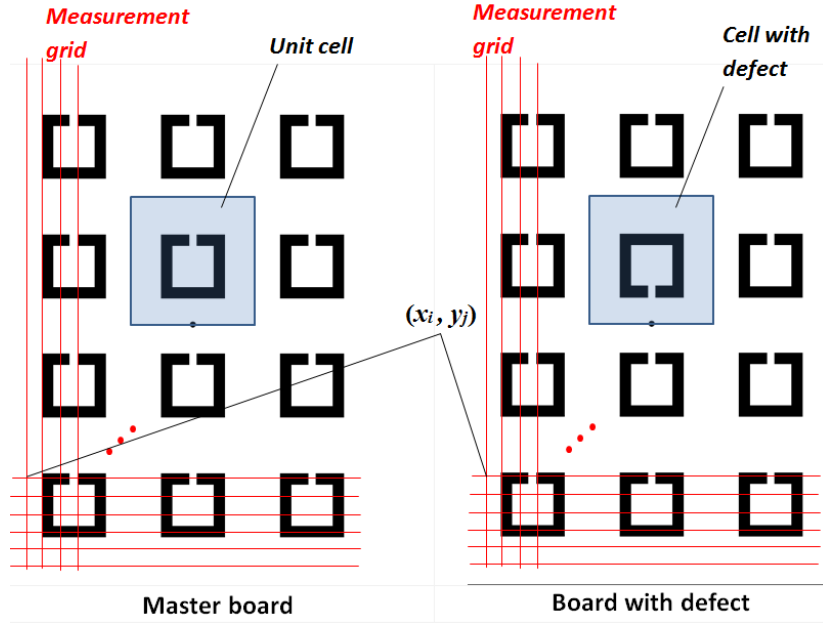 Measurement
grid
Unit cell
Measurement
grid
Cell with
defect
(xi, yj)
Master board
Board with defect